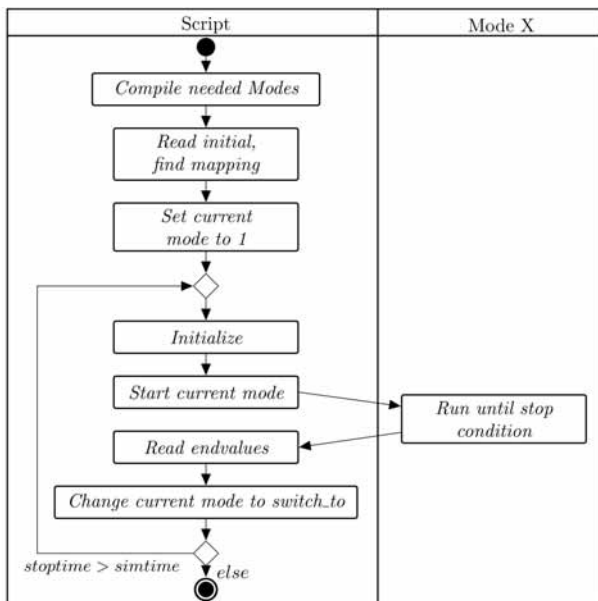 Script
Mode X
Compile needed Modes
Read initial,
find mapping
Set current
mode to 1
Initialize
Start current mode
Run until stop
condition
Read endvalues
Change current mode to switch_to
stoptime > simtime
else